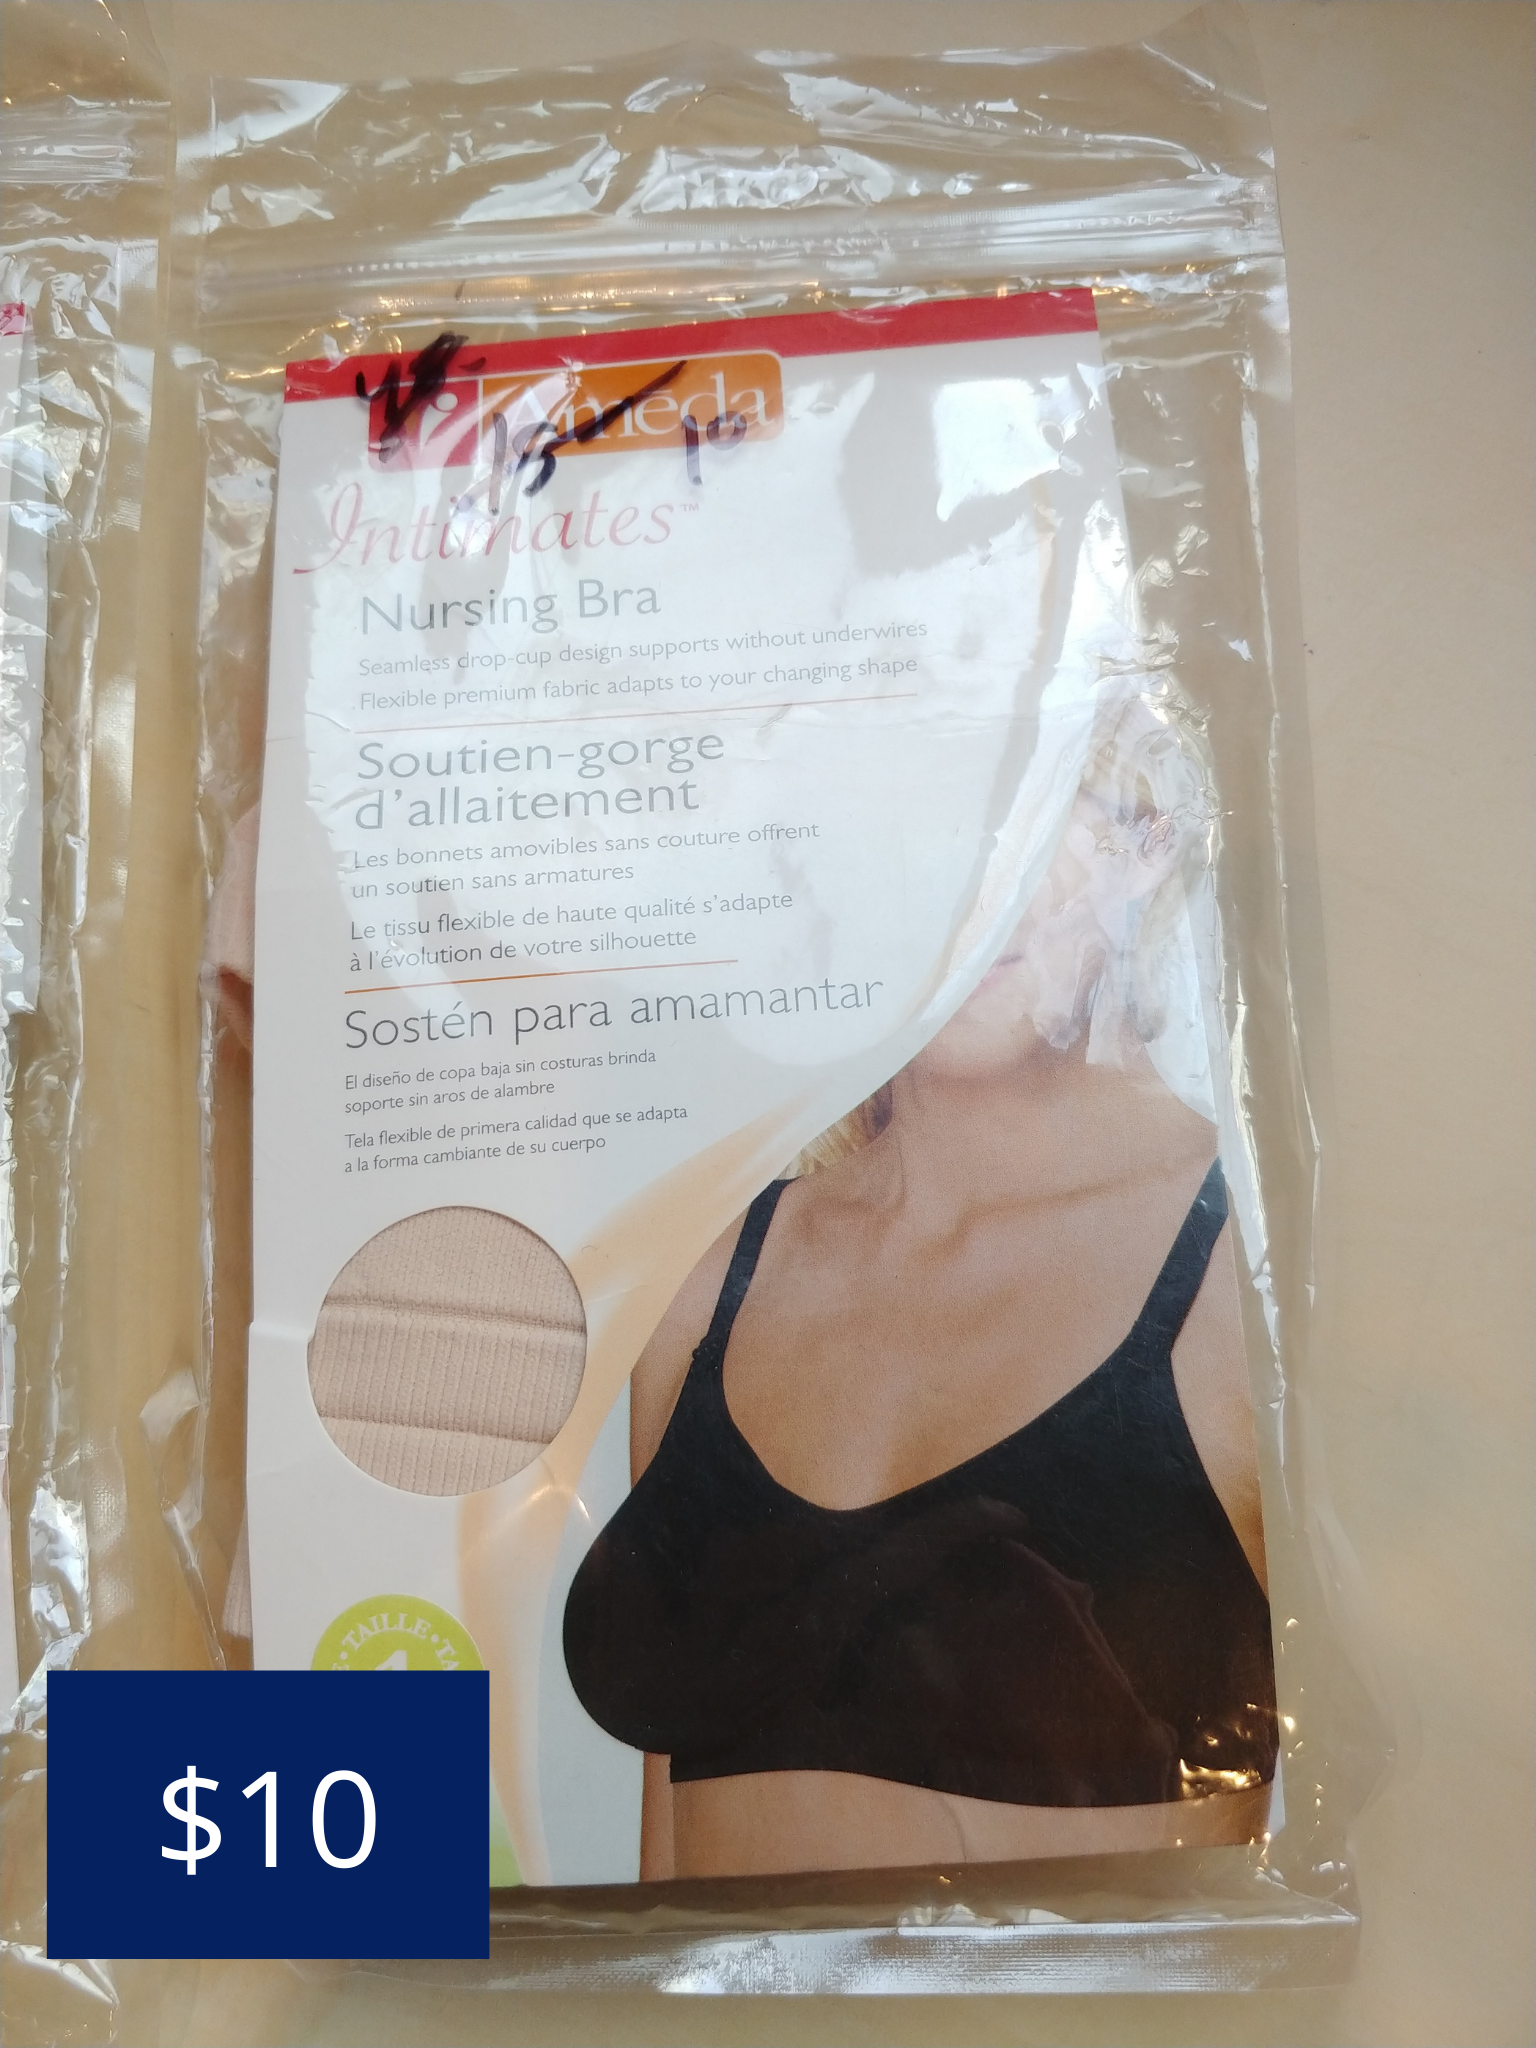 Ameda
15 10
Intimates™
Nursing Bra
Seamless drop-cup design supports without underwires
Flexible premium fabric adapts to your changing shape
Soutien-gorge
d'allaitement
Les bonnets amovibles sans couture offrent
un soutien sans armatures
Le tissu flexible de haute qualité s'adapte
à l'évolution de votre silhouette
Sostén para amamantar
El diseño de copa baja sin costuras brinda
soporte sin aros de alambre
Tela flexible de primera calidad que se adapta
a la forma cambiante de su cuerpo
TAILLE
$10